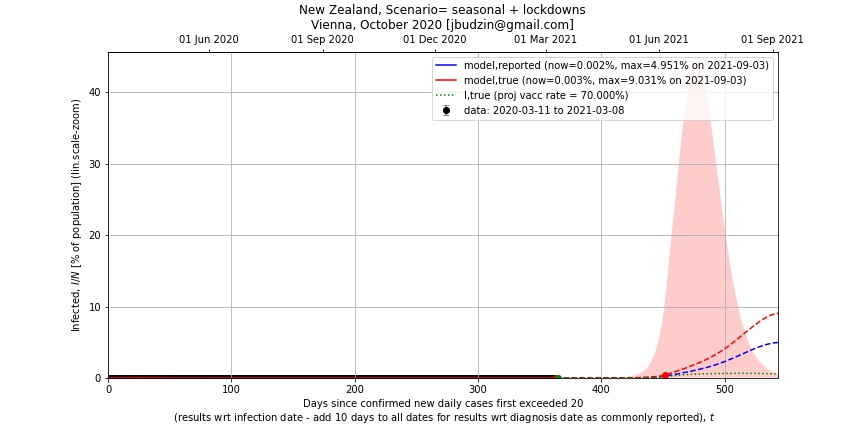 New Zealand, Scenario= seasonal + lockdowns
Vienna, October 2020 [jbudzin@gmail.com]
01 Jun 2020 01 Sep 2020 01 Dec 2020 01 Mar 2021 01 Jun 2021 01 Sep 2021
model,reported (now=0.002%, max=4.951% on 2021-09-03)
model,true (now=0.003%, max=9.031% on 2021-09-03)
I,true (proj vacc rate = 70.000%)
data: 2020-03-11 to 2021-03-08
Infected, I/N [% of population] (lin.scale-zoom)
40
30
20
10
0
0 100 200 300 400 500
Days since confirmed new daily cases first exceeded 20
(results wrt infection date - add 10 days to all dates for results wrt diagnosis date as commonly reported), t